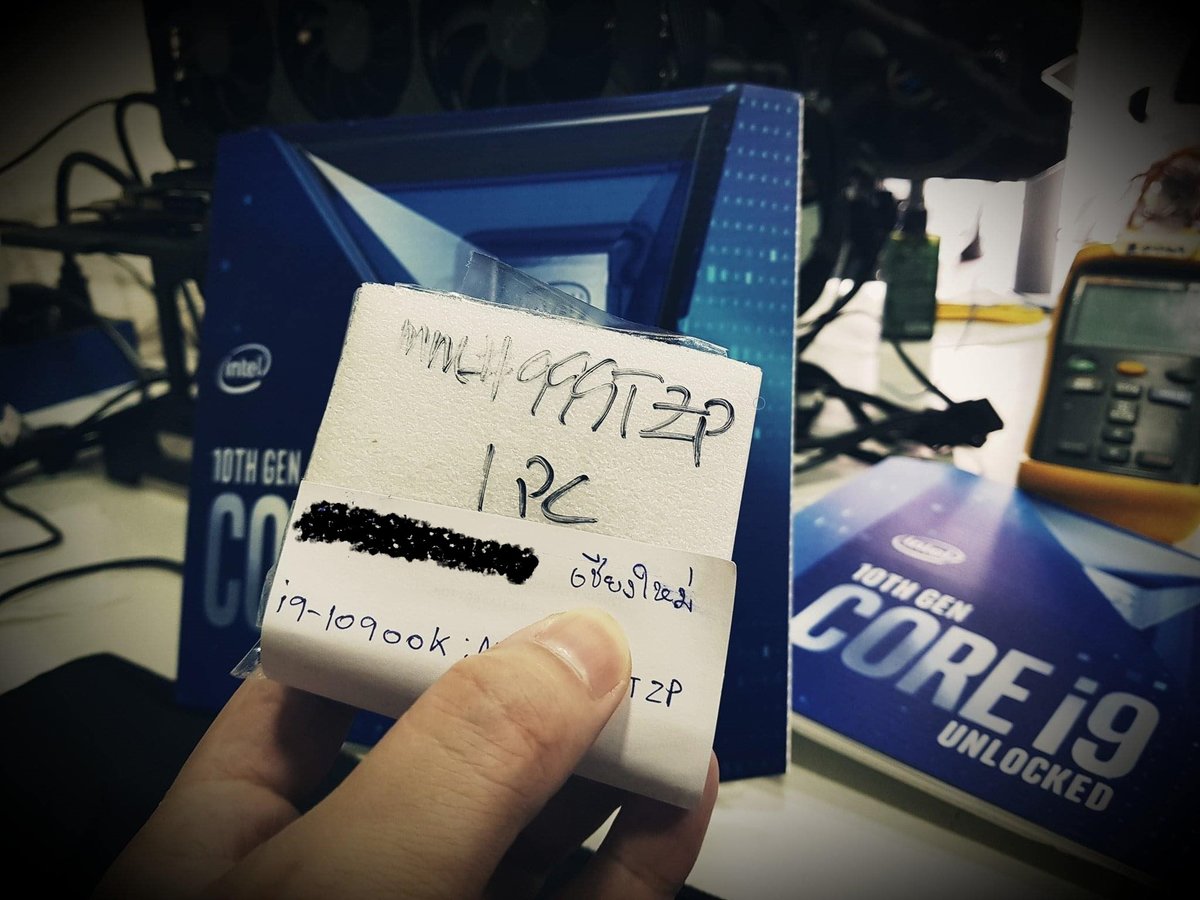 999TZP
1 PC
เชียงใหม่
i9-10900K
TZP
intel
10TH GEN
intel
10TH GEN
CORE i9
UNLOCKED